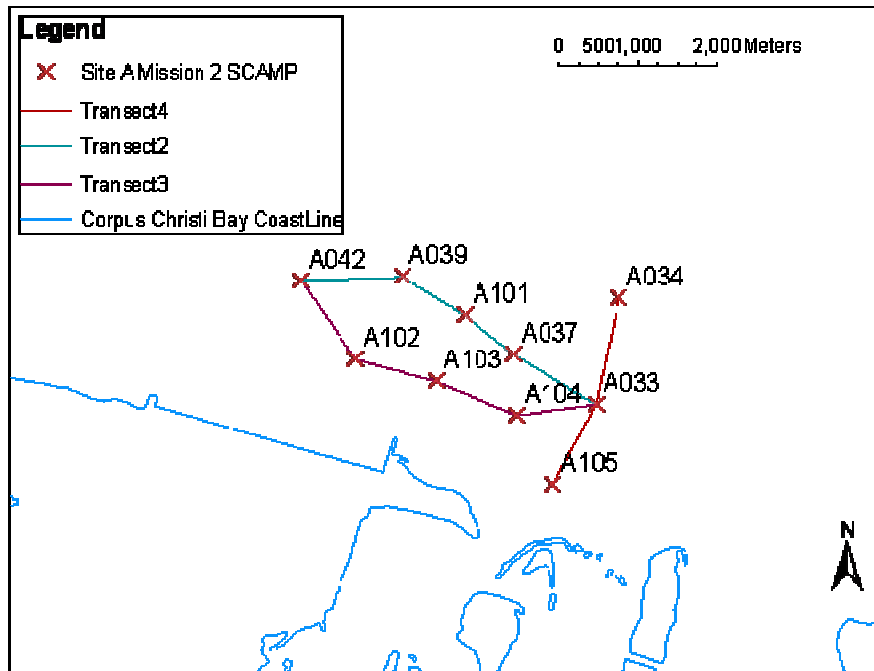 Legend
Site A Mission 2 SCAMP
Transect4
Transect2
Transect3
Corpus Christi Bay CoastLine
0 5001,000 2,000Meters
A042
A039
A034
A101
A037
A102
A103
A104
A033
A105
N